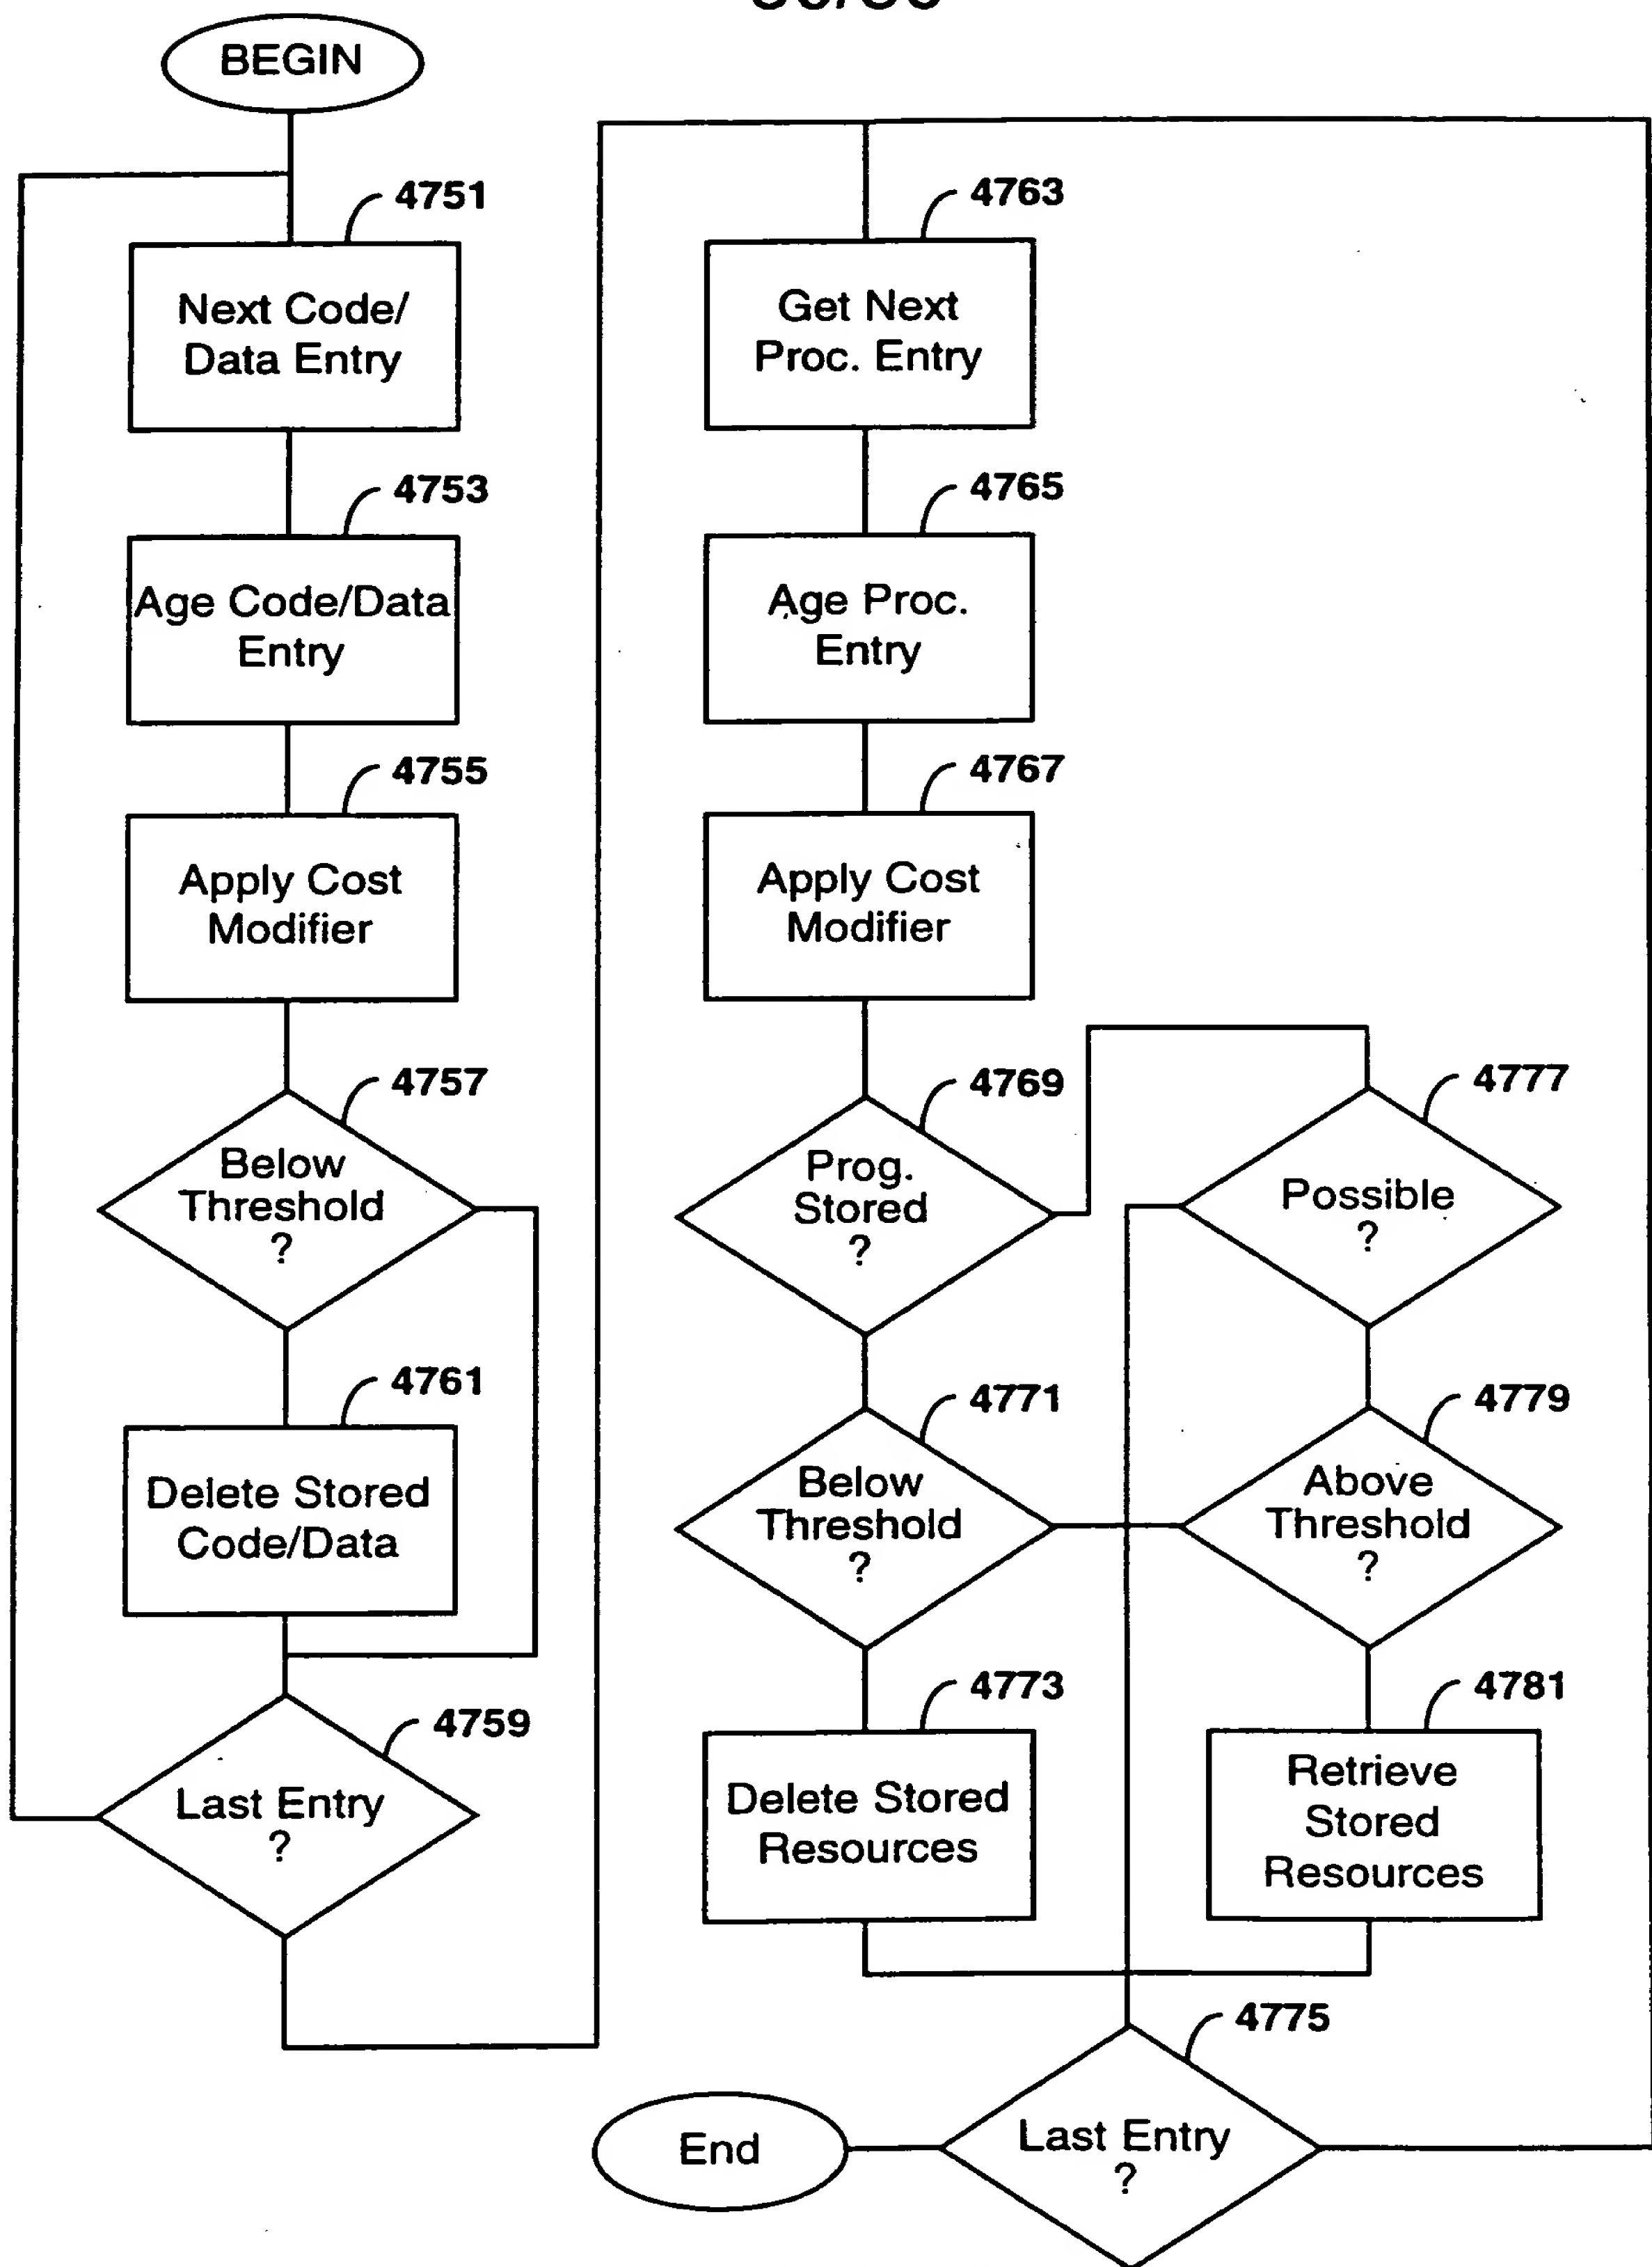 BEGIN
4751
Next Code/
Data Entry
4753
Age Code/Data
Entry
4755
Apply Cost
Modifier
4757
Below
Threshold
?
4761
Delete Stored
Code/Data
4759
Last Entry
?
4763
Get Next
Proc. Entry
4765
Age Proc.
Entry
4767
Apply Cost
Modifier
4769
Prog.
Stored
?
4771
Below
Threshold
?
4773
Delete Stored
Resources
4777
Possible
?
4779
Above
Threshold
?
4781
Retrieve
Stored
Resources
4775
Last Entry
?
End